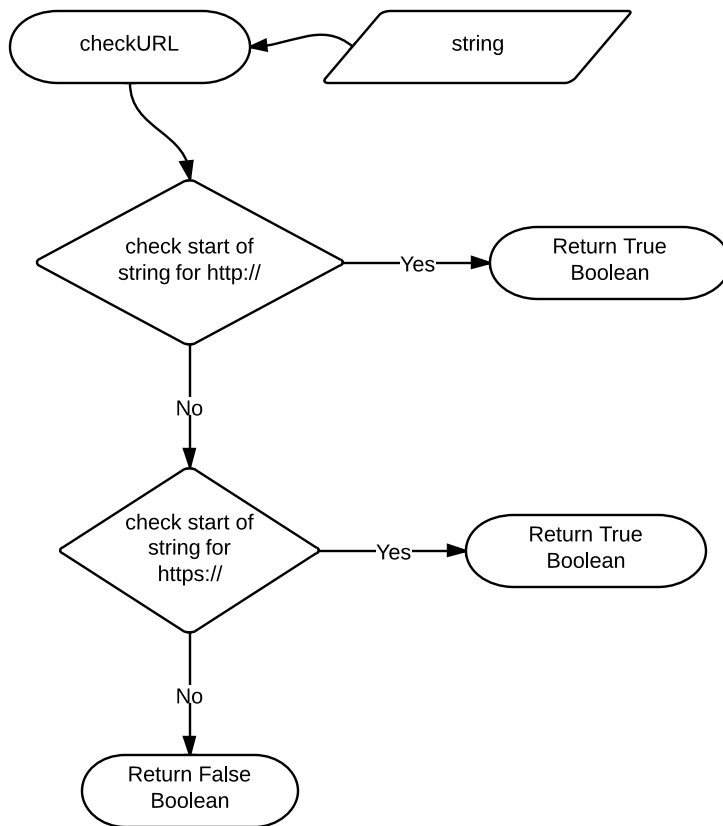 checkURL
string
check start of
string for http://
Yes
Return True
Boolean
No
check start of
string for
https://
Yes
Return True
Boolean
No
Return False
Boolean